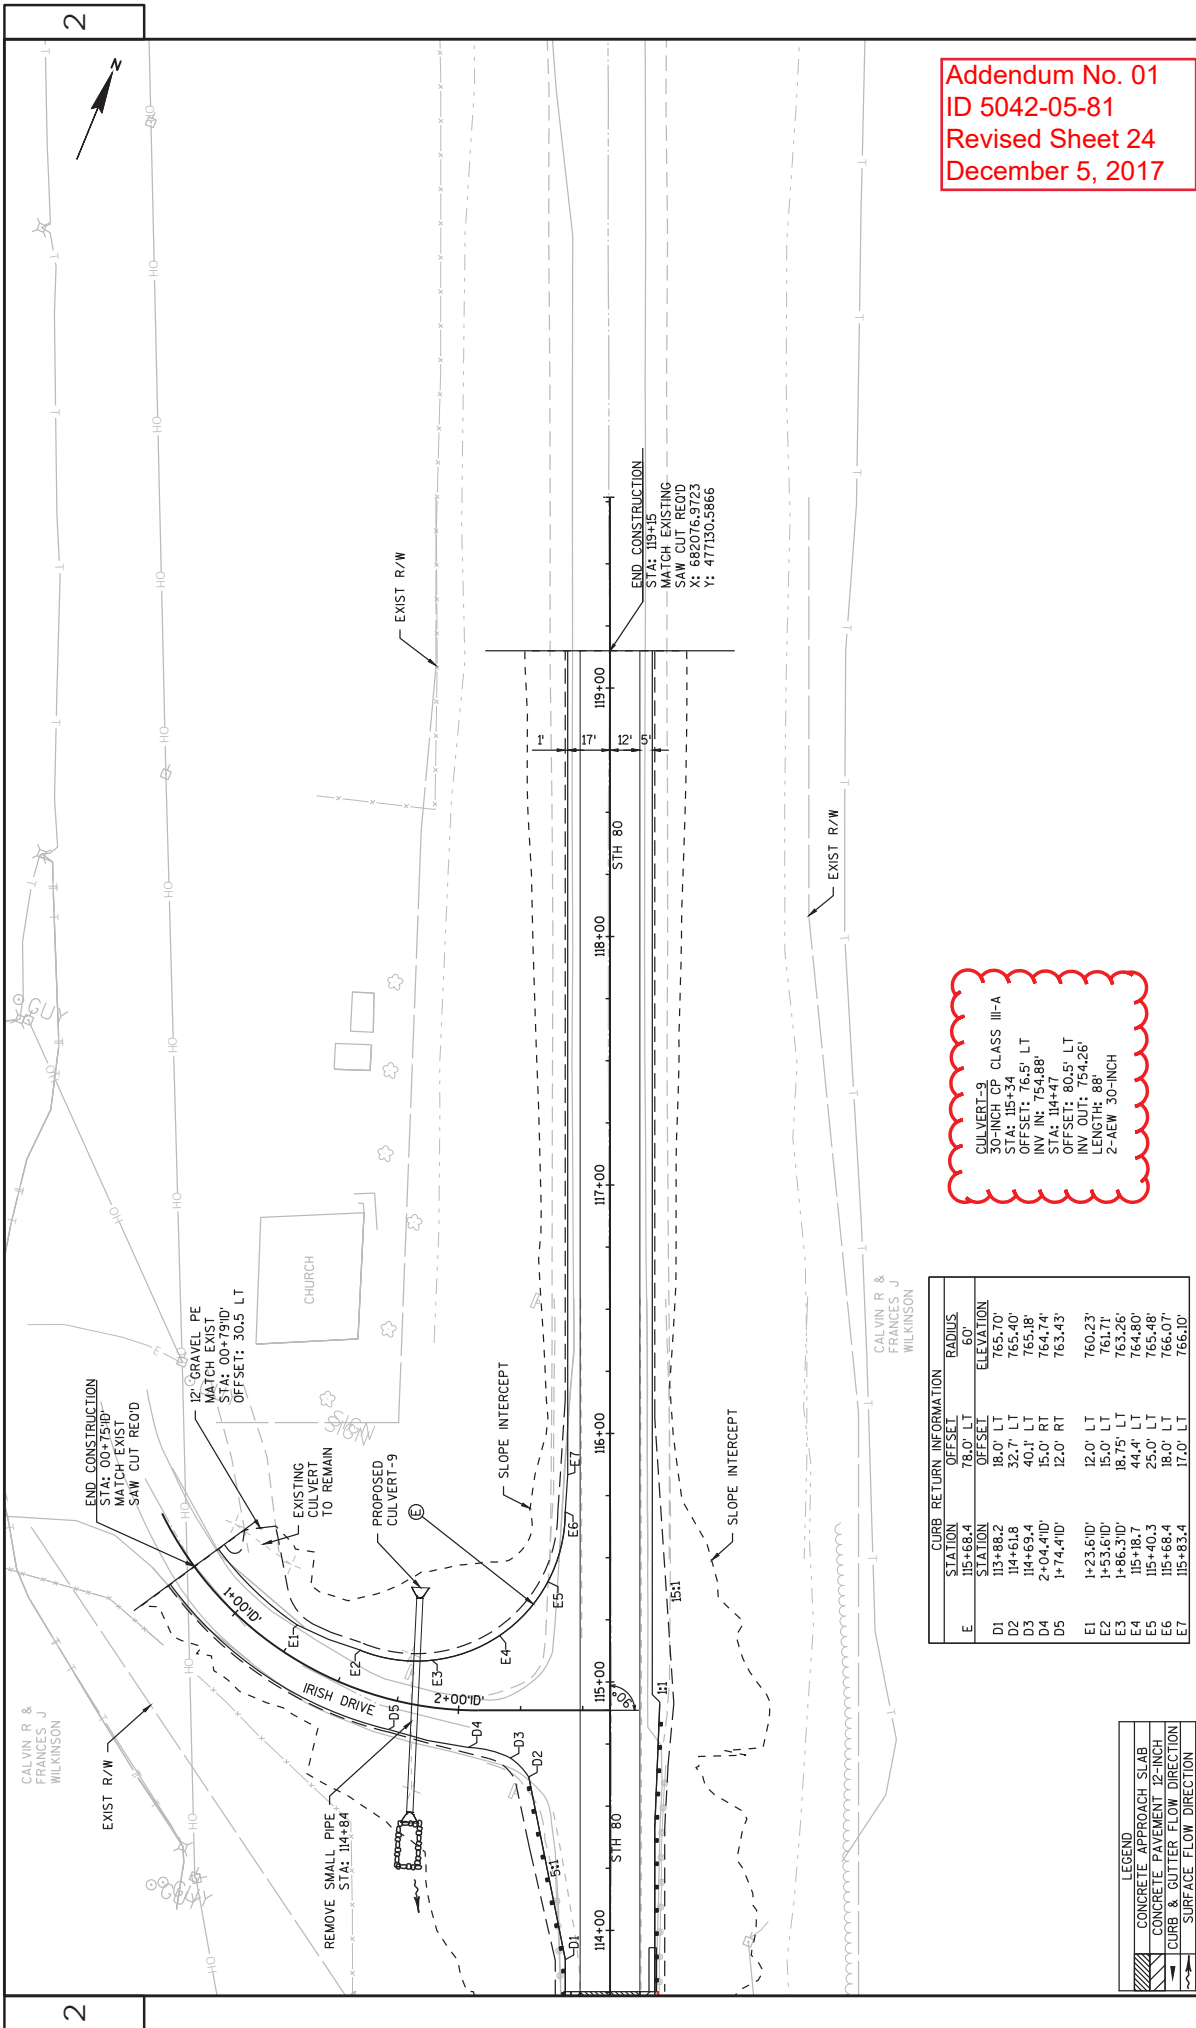 2
N
Addendum No. 01
ID 5042-05-81
Revised Sheet 24
December 5, 2017
CALVIN R &
FRANCES J
WILKINSON
EXIST R/W
END CONSTRUCTION
STA: 00+75'ID'
MATCH EXIST
SAW CUT REQ'D
12' GRAVEL PE
MATCH EXIST
STA: 00+79'ID'
OFFSET: 30.5 LT
EXISTING
CULVERT
TO REMAIN
PROPOSED
CULVERT-9
E
CHURCH
SIGN
GUY
GUY
REMOVE SMALL PIPE
STA: 114+84
IRISH DRIVE
1+00'ID'
2+00'ID'
E1
E2
E3
E4
E5
E6
E7
D1
D2
D3
D4
D5
SLOPE INTERCEPT
EXIST R/W
END CONSTRUCTION
STA: 119+15
MATCH EXISTING
SAW CUT REQ'D
X: 682076.9723
Y: 477130.5866
1'
17'
12'
5'
STH 80
114+00
115+00
116+00
117+00
118+00
119+00
STH 80
90°
5:1
1:1
15:1
SLOPE INTERCEPT
EXIST R/W
CALVIN R &
FRANCES J
WILKINSON
CULVERT-9
30-INCH CP CLASS III-A
STA: 115+34
OFFSET: 76.5' LT
INV IN: 754.88'
STA: 114+47
OFFSET: 80.5' LT
INV OUT: 754.26'
LENGTH: 88'
2-AEW 30-INCH
CURB RETURN INFORMATION
STATION OFFSET RADIUS
E 115+68.4 78.0' LT 60'
STATION OFFSET ELEVATION
D1 113+88.2 18.0' LT 765.70'
D2 114+61.8 32.7' LT 765.40'
D3 114+69.4 40.1' LT 765.18'
D4 2+04.4'ID' 15.0' RT 764.74'
D5 1+74.4'ID' 12.0' RT 763.43'
E1 1+23.6'ID' 12.0' LT 760.23'
E2 1+53.6'ID' 15.0' LT 761.71'
E3 1+86.3'ID' 18.75' LT 763.26'
E4 115+18.7 44.4' LT 764.80'
E5 115+40.3 25.0' LT 765.48'
E6 115+68.4 18.0' LT 766.07'
E7 115+83.4 17.0' LT 766.10'
LEGEND
CONCRETE APPROACH SLAB
CONCRETE PAVEMENT 12-INCH
CURB & GUTTER FLOW DIRECTION
SURFACE FLOW DIRECTION
2